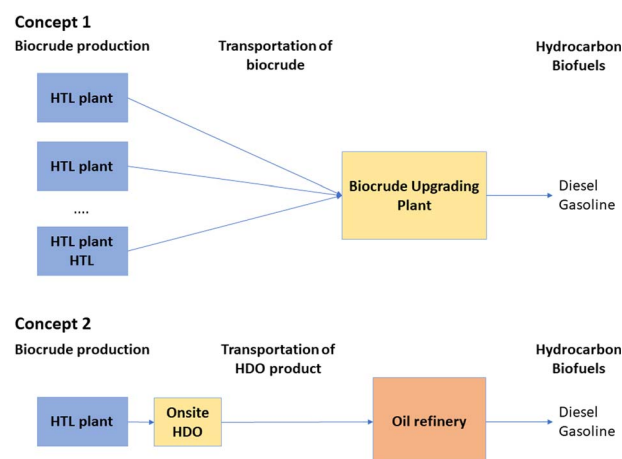 Concept 1
Biocrude production
Transportation of
biocrude
Hydrocarbon
Biofuels
HTL plant
HTL plant
....
HTL plant
HTL
Biocrude Upgrading
Plant
Diesel
Gasoline
Concept 2
Biocrude production
Transportation of
HDO product
Hydrocarbon
Biofuels
HTL plant
Onsite
HDO
Oil refinery
Diesel
Gasoline